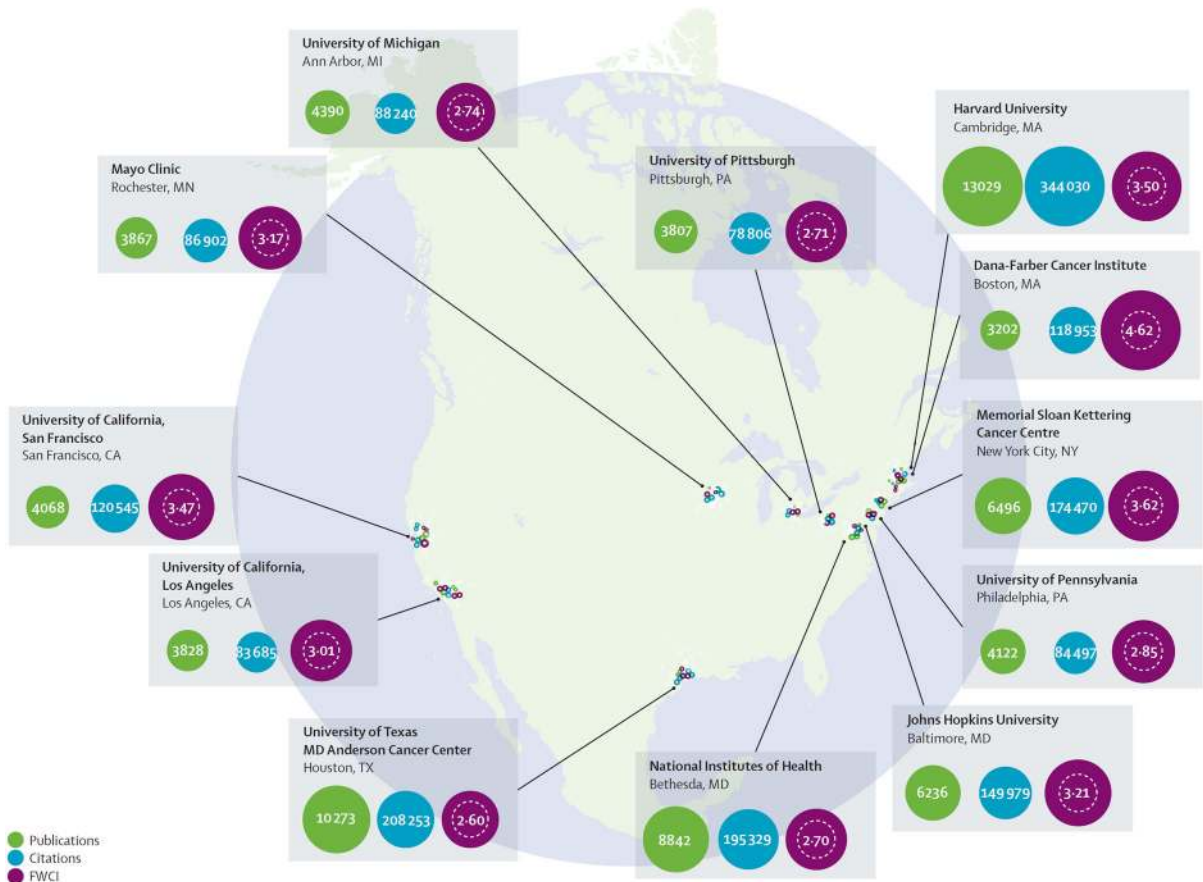 University of Michigan
Ann Arbor, MI
4390 88 240 2·74
Mayo Clinic
Rochester, MN
3867 86 902 3·17
University of Pittsburgh
Pittsburgh, PA
3807 78 806 2·71
Harvard University
Cambridge, MA
13029 344 030 3·50
Dana-Farber Cancer Institute
Boston, MA
3202 118 953 4·62
University of California,
San Francisco
San Francisco, CA
4068 120 545 3·47
Memorial Sloan Kettering
Cancer Centre
New York City, NY
6496 174 470 3·62
University of California,
Los Angeles
Los Angeles, CA
3828 83 685 3·01
University of Pennsylvania
Philadelphia, PA
4122 84 497 2·85
University of Texas
MD Anderson Cancer Center
Houston, TX
10 273 208 253 2·60
National Institutes of Health
Bethesda, MD
8842 195 329 2·70
Johns Hopkins University
Baltimore, MD
6236 149 979 3·21
Publications
Citations
FWCI